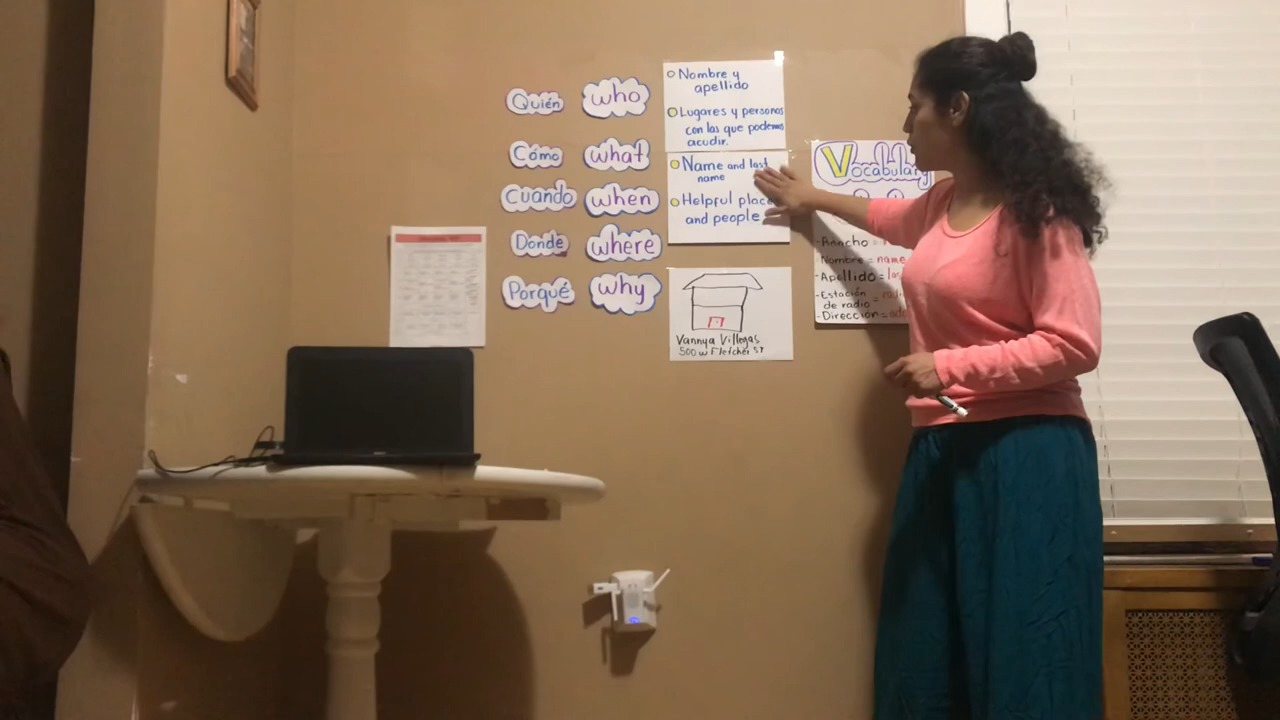 Quién
who
Cómo
what
Cuando
when
Donde
where
Porqué
why
Nombre y
apellido
Lugares y personas
con las que podemos
acudir.
Name and last
name
Helpful place
and people
Vannya Villegas
500 w Fletcher ST
Vocabulary
-Rancho =
-Nombre = name
-Apellido =
-Estación
de radio =
-Dirección =